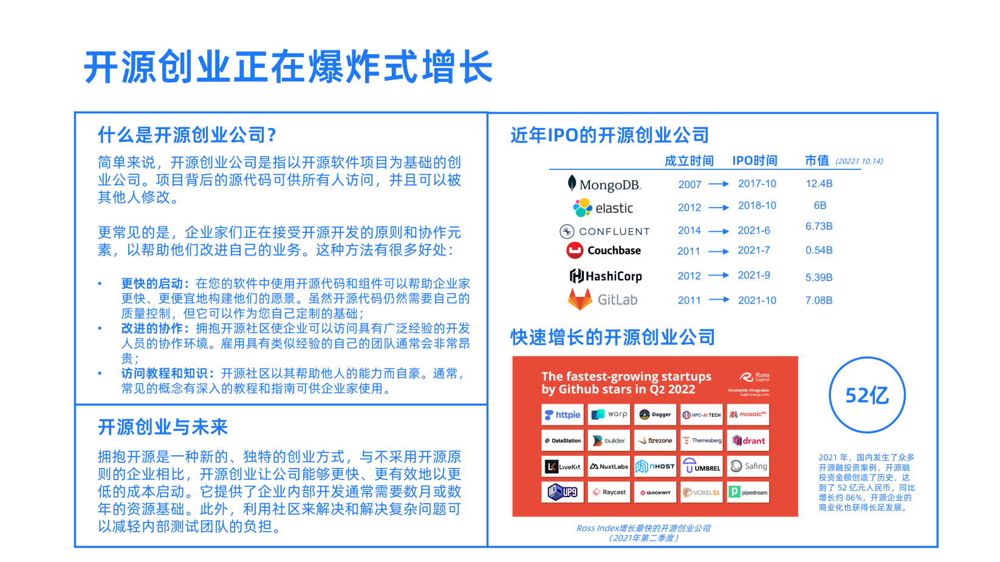 开源创业正在爆炸式增长
什么是开源创业公司？
简单来说，开源创业公司是指以开源软件项目为基础的创
业公司。项目背后的源代码可供所有人访问，并且可以被
其他人修改。
更常见的是，企业家们正在接受开源开发的原则和协作元
素，以帮助他们改进自己的业务。这种方法有很多好处：
• 更快的启动：在您的软件中使用开源代码和组件可以帮助企业家
更快、更便宜地构建他们的愿景。虽然开源代码仍然需要自己的
质量控制，但它可以作为您自己定制的基础；
• 改进的协作：拥抱开源社区使企业可以访问具有广泛经验的开发
人员的协作环境。雇用具有类似经验的自己的团队通常会非常昂
贵；
• 访问教程和知识：开源社区以其帮助他人的能力而自豪。通常，
常见的概念有深入的教程和指南可供企业家使用。
开源创业与未来
拥抱开源是一种新的、独特的创业方式，与不采用开源原
则的企业相比，开源创业让公司能够更快、更有效地以更
低的成本启动。它提供了企业内部开发通常需要数月或数
年的资源基础。此外，利用社区来解决和解决复杂问题可
以减轻内部测试团队的负担。
近年IPO的开源创业公司
成立时间 IPO时间 市值 (20221 10.14)
MongoDB. 2007 2017-10 12.4B
elastic 2012 2018-10 6B
CONFLUENT 2014 2021-6 6.73B
Couchbase 2011 2021-7 0.54B
HashiCorp 2012 2021-9 5.39B
GitLab 2011 2021-10 7.08B
快速增长的开源创业公司
The fastest-growing startups
by Github stars in Q2 2022
Runa
Capital
Konstantin Vinogradov
kv@runacap.com
httpie warp Dagger HPC-AI TECH mosaicML
DataStation builder firezone Themesberg drant
LiveKit NuxtLabs nHOST UMBREL Safing
UP9 Raycast QUICKWIT VOXEL51 pipedream
Ross Index增长最快的开源创业公司
（2021年第二季度）
52亿
2021 年，国内发生了众多
开源融投资案例，开源融
投资金额创造了历史，达
到了 52 亿元人民币，同比
增长约 86%，开源企业的
商业化也获得长足发展。